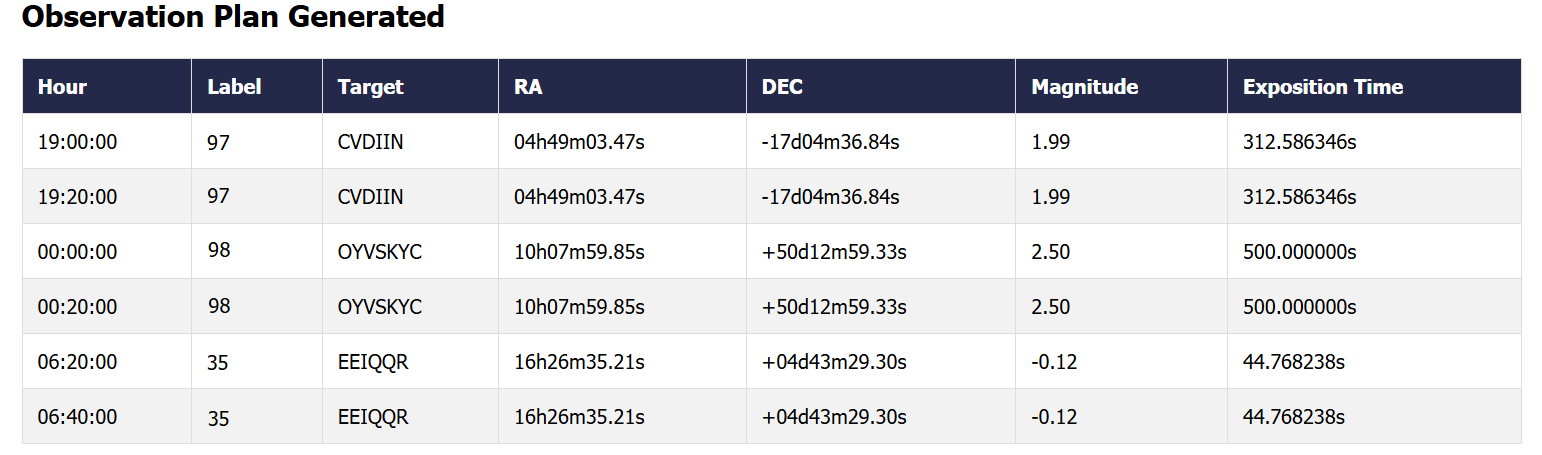 Observation Plan Generated
Hour Label Target RA DEC Magnitude Exposition Time
19:00:00 97 CVDIIN 04h49m03.47s -17d04m36.84s 1.99 312.586346s
19:20:00 97 CVDIIN 04h49m03.47s -17d04m36.84s 1.99 312.586346s
00:00:00 98 OYVSKYC 10h07m59.85s +50d12m59.33s 2.50 500.000000s
00:20:00 98 OYVSKYC 10h07m59.85s +50d12m59.33s 2.50 500.000000s
06:20:00 35 EEIQQR 16h26m35.21s +04d43m29.30s -0.12 44.768238s
06:40:00 35 EEIQQR 16h26m35.21s +04d43m29.30s -0.12 44.768238s